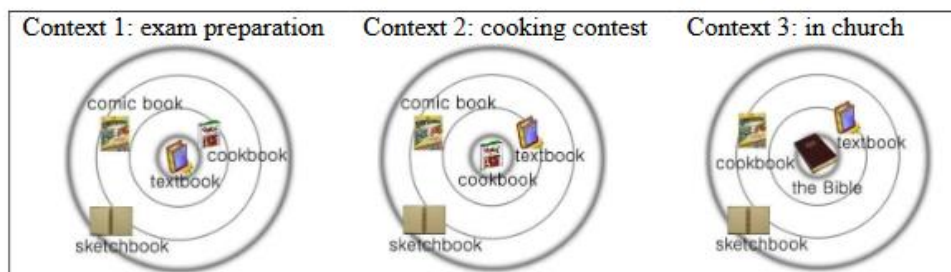 Context 1: exam preparation
Context 2: cooking contest
Context 3: in church
comic book
cookbook
textbook
sketchbook
comic book
textbook
cookbook
sketchbook
textbook
cookbook
the Bible
sketchbook